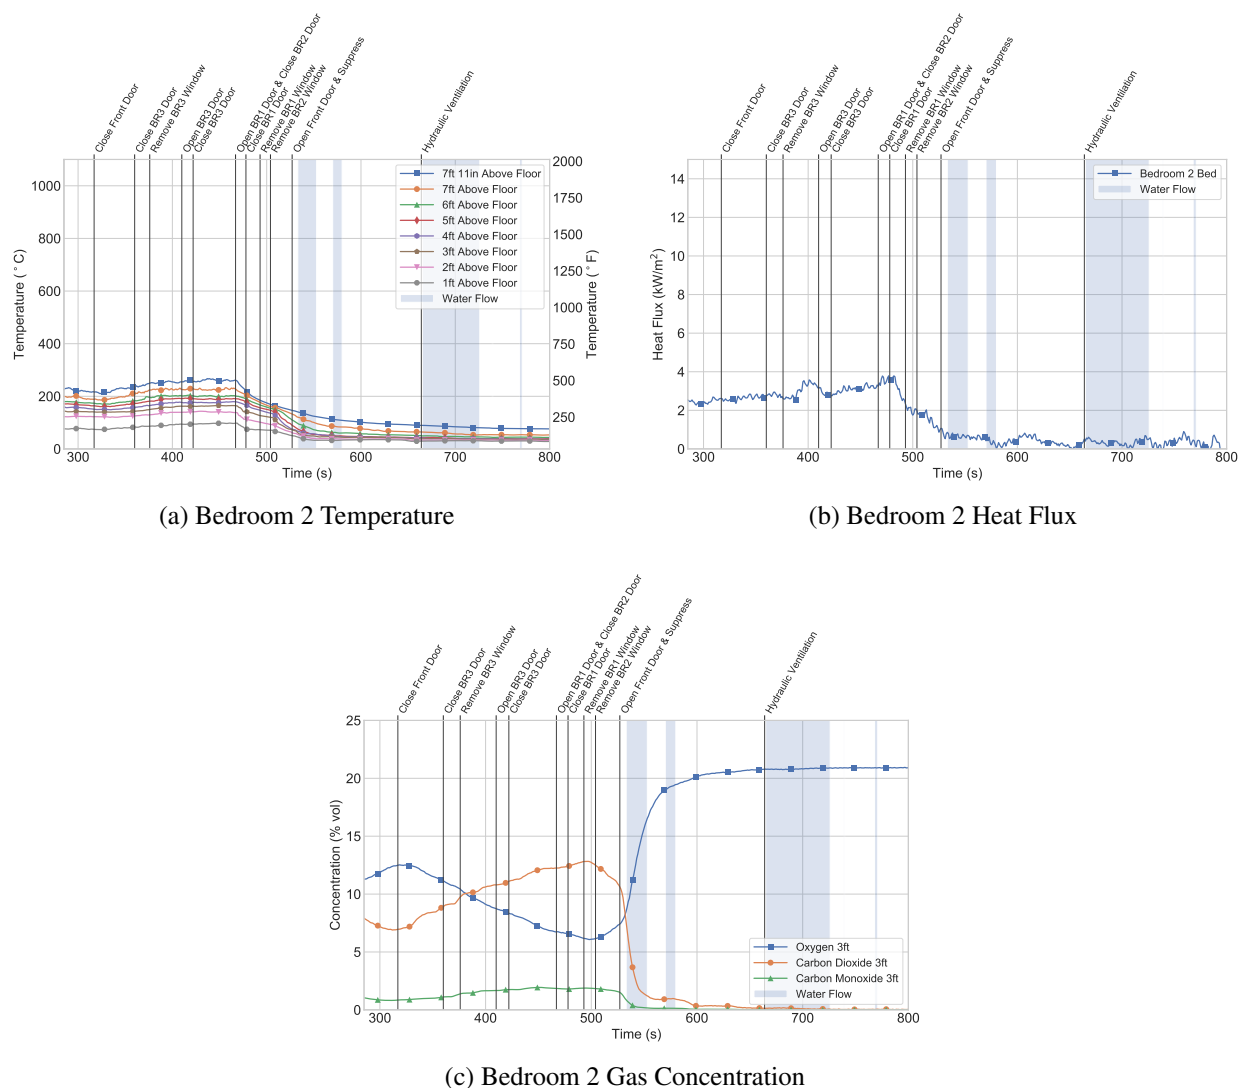 Close Front Door
Close BR3 Door
Remove BR3 Window
Open BR3 Door
Close BR3 Door
Open BR1 Door & Close BR2 Door
Close BR1 Door
Remove BR1 Window
Remove BR2 Window
Open Front Door & Suppress
Hydraulic Ventilation
1000
800
600
400
200
0
Temperature (°C)
300
400
500
600
700
800
Time (s)
2000
1750
1500
1250
1000
750
500
250
Temperature (°F)
7ft 11in Above Floor
7ft Above Floor
6ft Above Floor
5ft Above Floor
4ft Above Floor
3ft Above Floor
2ft Above Floor
1ft Above Floor
Water Flow
(a) Bedroom 2 Temperature
Close Front Door
Close BR3 Door
Remove BR3 Window
Open BR3 Door
Close BR3 Door
Open BR1 Door & Close BR2 Door
Close BR1 Door
Remove BR1 Window
Remove BR2 Window
Open Front Door & Suppress
Hydraulic Ventilation
14
12
10
8
6
4
2
0
Heat Flux (kW/m²)
300
400
500
600
700
800
Time (s)
Bedroom 2 Bed
Water Flow
(b) Bedroom 2 Heat Flux
Close Front Door
Close BR3 Door
Remove BR3 Window
Open BR3 Door
Close BR3 Door
Open BR1 Door & Close BR2 Door
Close BR1 Door
Remove BR1 Window
Remove BR2 Window
Open Front Door & Suppress
Hydraulic Ventilation
25
20
15
10
5
0
Concentration (% vol)
300
400
500
600
700
800
Time (s)
Oxygen 3ft
Carbon Dioxide 3ft
Carbon Monoxide 3ft
Water Flow
(c) Bedroom 2 Gas Concentration